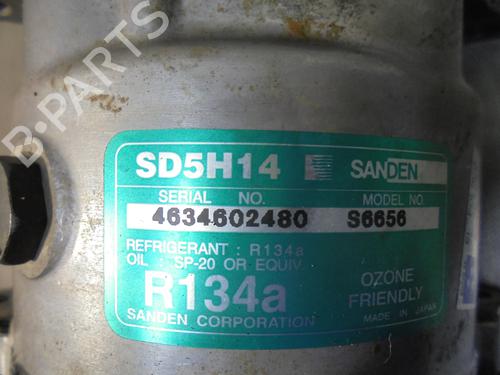 B-PARTS
SD5H14 SANDEN
SERIAL NO. MODEL NO.
4634602480 S6656
REFRIGERANT : R134a
OIL : SP-20 OR EQUIV
R134a OZONE FRIENDLY
SANDEN CORPORATION MADE IN JAPAN